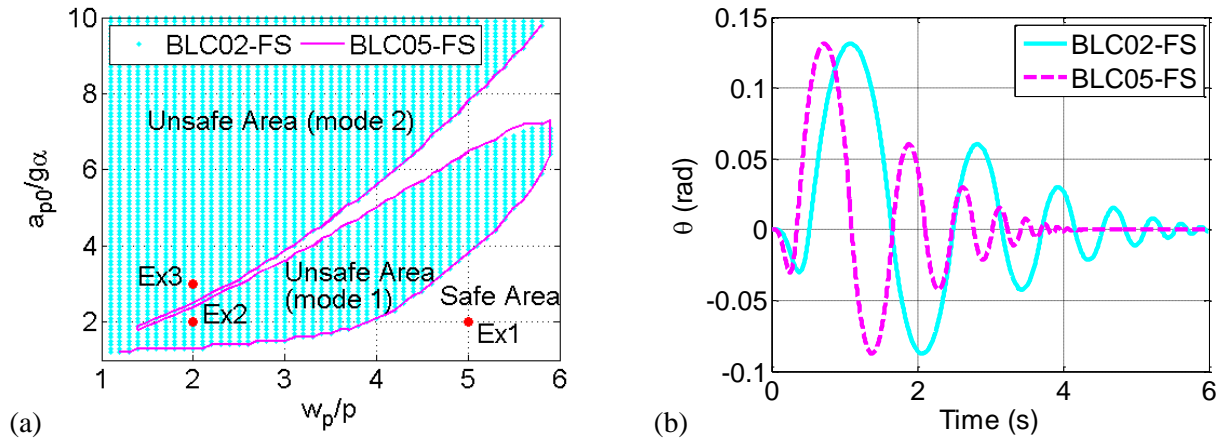 10
8
6
4
2
a_p0/gα
BLC02-FS
BLC05-FS
Unsafe Area (mode 2)
Ex3
Ex2
Unsafe Area
(mode 1)
Safe Area
Ex1
1 2 3 4 5 6
w_p/p
(a)
0.15
0.1
0.05
0
-0.05
-0.1
θ (rad)
BLC02-FS
BLC05-FS
0 2 4 6
Time (s)
(b)